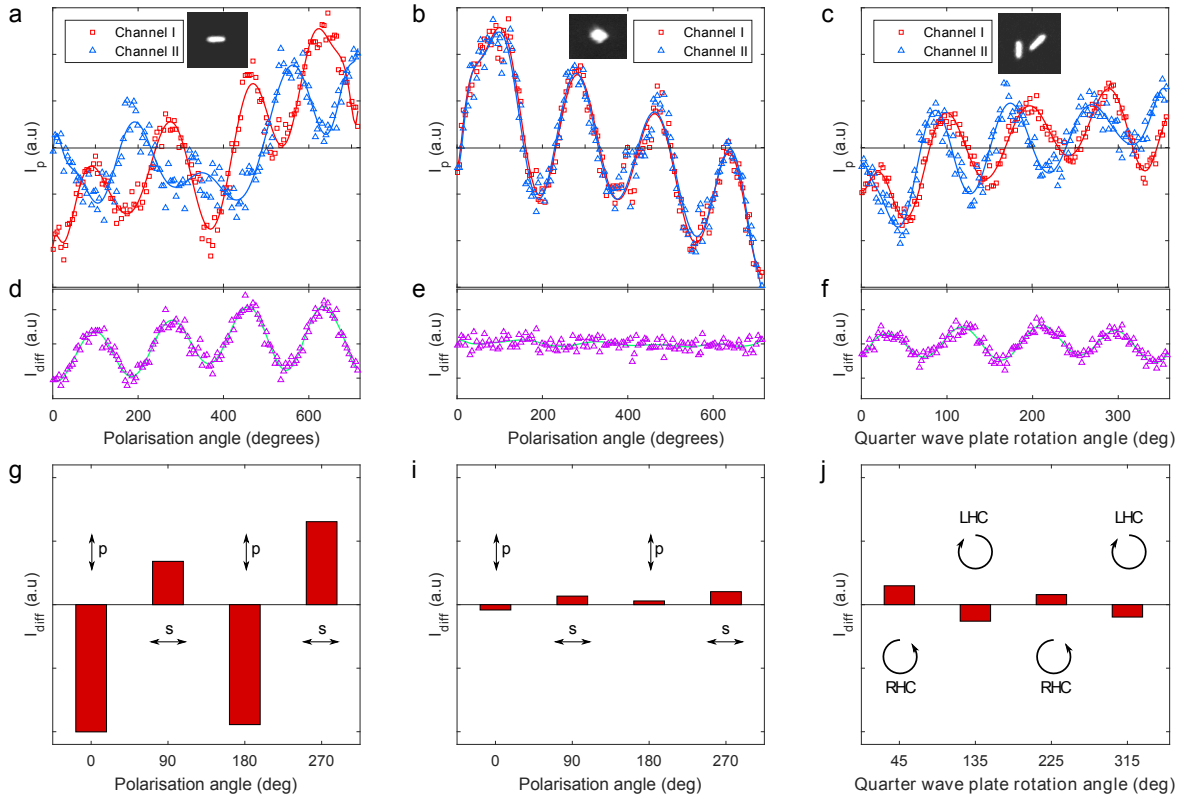 a
b
c
Channel I
Channel II
Channel I
Channel II
Channel I
Channel II
I_p (a.u)
I_p (a.u)
I_p (a.u)
d
e
f
I_diff (a.u)
I_diff (a.u)
I_diff (a.u)
0 200 400 600
0 200 400 600
0 100 200 300
Polarisation angle (degrees)
Polarisation angle (degrees)
Quarter wave plate rotation angle (deg)
g
i
j
p
p
s
s
I_diff (a.u)
0 90 180 270
Polarisation angle (deg)
p
p
s
s
I_diff (a.u)
0 90 180 270
Polarisation angle (deg)
LHC
LHC
RHC
RHC
I_diff (a.u)
45 135 225 315
Quarter wave plate rotation angle (deg)